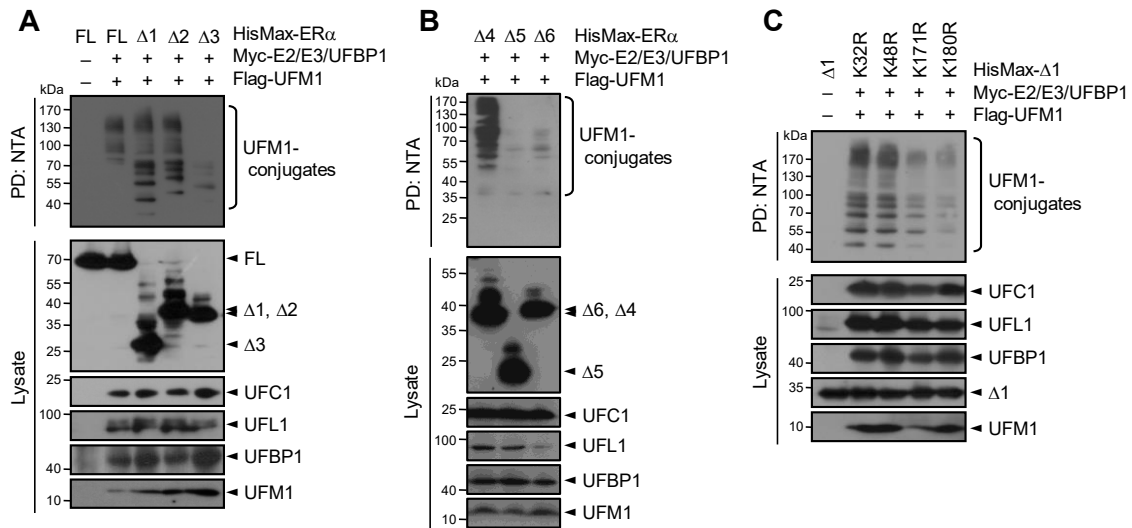 A
FL FL Δ1 Δ2 Δ3 HisMax-ERα
– + + + + Myc-E2/E3/UFBP1
– + + + + Flag-UFM1
kDa
170
130
100
70
55
40
PD: NTA
UFM1-
conjugates
70
55
40
35
25
FL
Δ1, Δ2
Δ3
25
UFC1
100
UFL1
40
UFBP1
10
UFM1
Lysate
B
Δ4 Δ5 Δ6 HisMax-ERα
+ + + Myc-E2/E3/UFBP1
+ + + Flag-UFM1
kDa
170
130
100
70
55
40
35
25
PD: NTA
UFM1-
conjugates
55
40
35
25
20
Δ6, Δ4
Δ5
25
UFC1
100
UFL1
40
UFBP1
10
UFM1
Lysate
C
Δ1 K32R K48R K171R K180R HisMax-Δ1
– + + + + Myc-E2/E3/UFBP1
– + + + + Flag-UFM1
kDa
170
130
100
70
55
40
PD: NTA
UFM1-
conjugates
25
UFC1
100
UFL1
40
UFBP1
35
Δ1
10
UFM1
Lysate